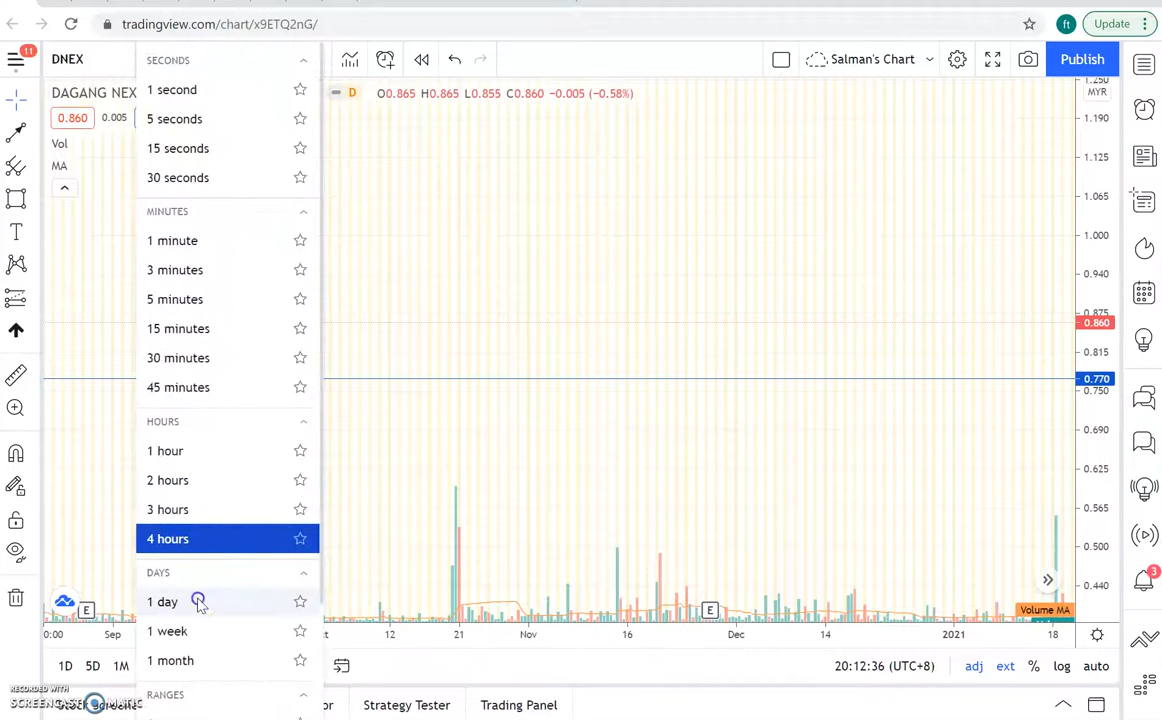 tradingview.com/chart/x9ETQ2nG/
ft
Update
11
DNEX
Salman's Chart
Publish
DAGANG NEX
D
O0.865 H0.865 L0.855 C0.860 −0.005 (−0.58%)
0.860
0.005
Vol
MA
SECONDS
1 second
5 seconds
15 seconds
30 seconds
MINUTES
1 minute
3 minutes
5 minutes
15 minutes
30 minutes
45 minutes
HOURS
1 hour
2 hours
3 hours
4 hours
DAYS
1 day
1 week
1 month
RANGES
1.250
MYR
1.190
1.125
1.065
1.000
0.940
0.875
0.860
0.815
0.770
0.750
0.690
0.625
0.565
0.500
0.440
Volume MA
E
E
0:00 Sep 12 21 Nov 16 Dec 14 2021 18
1D 5D 1M
20:12:36 (UTC+8) adj ext % log auto
3
RECORDED WITH
SCREENCAST MATIC
Strategy Tester Trading Panel